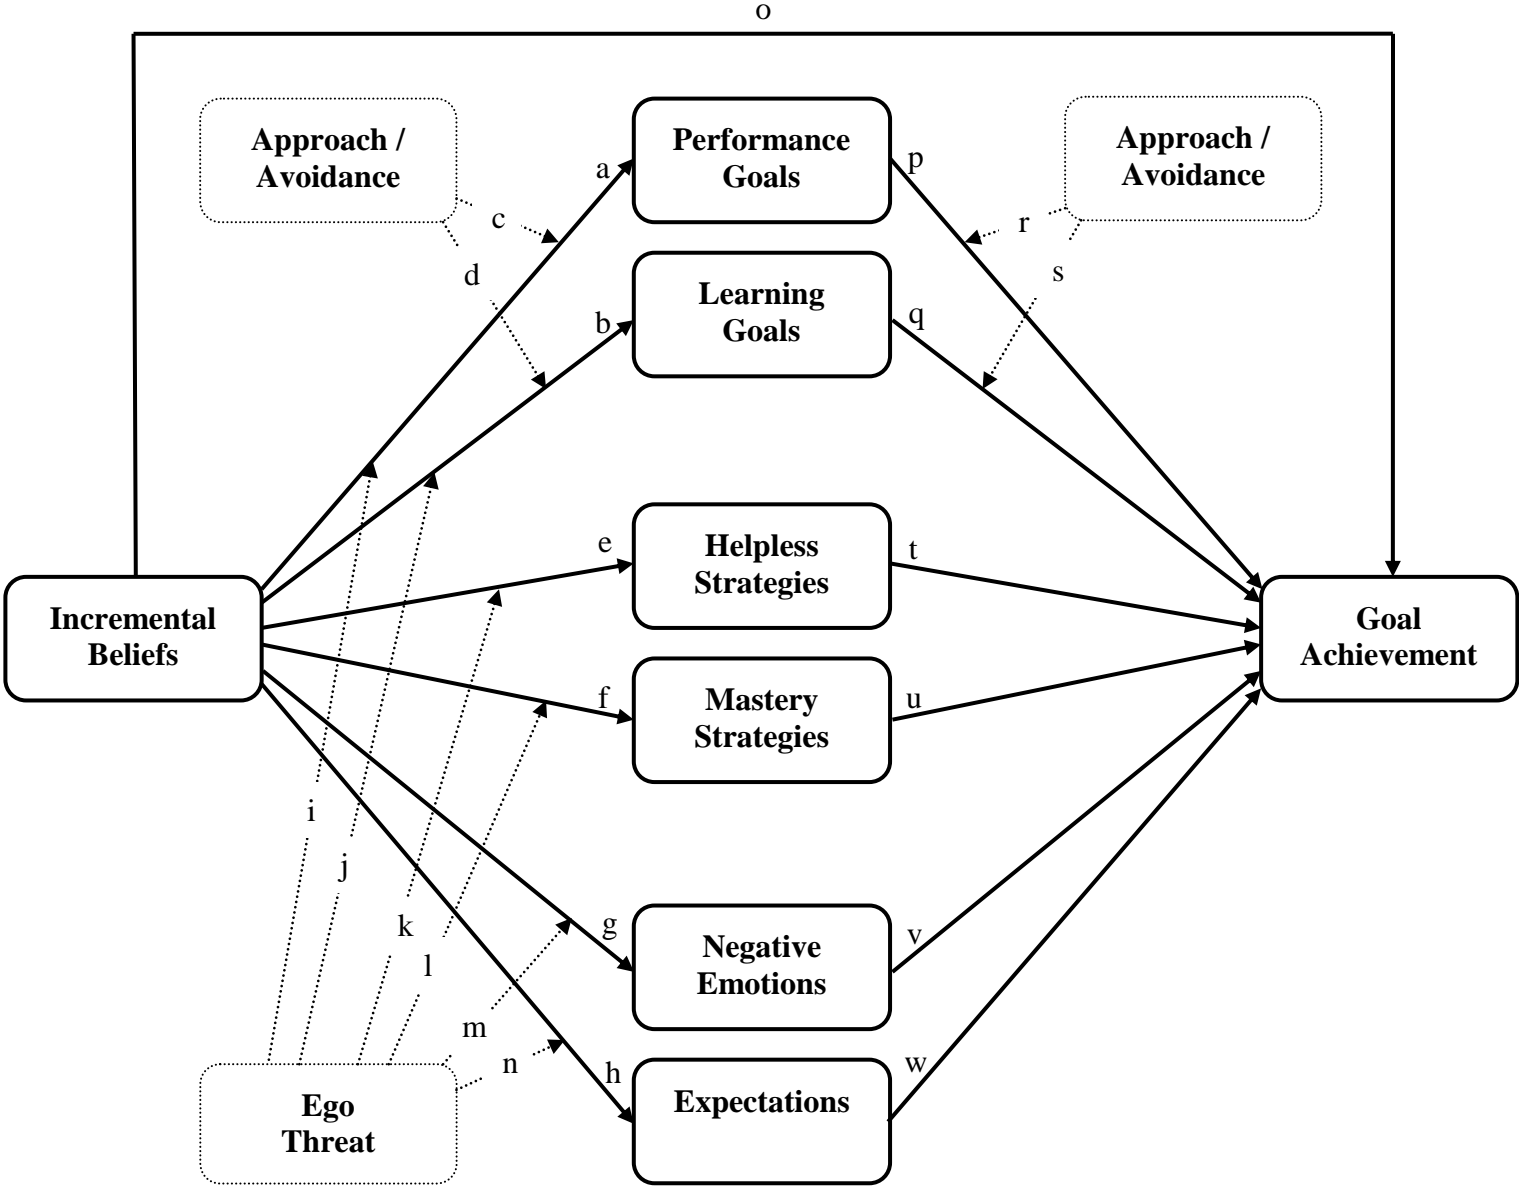 o
Approach /
Avoidance
Performance
Goals
Approach /
Avoidance
a
p
c
r
d
s
Learning
Goals
b
q
Helpless
Strategies
e
t
Incremental
Beliefs
Goal
Achievement
Mastery
Strategies
f
u
i
j
k
l
g
v
Negative
Emotions
m
n
h
w
Expectations
Ego
Threat